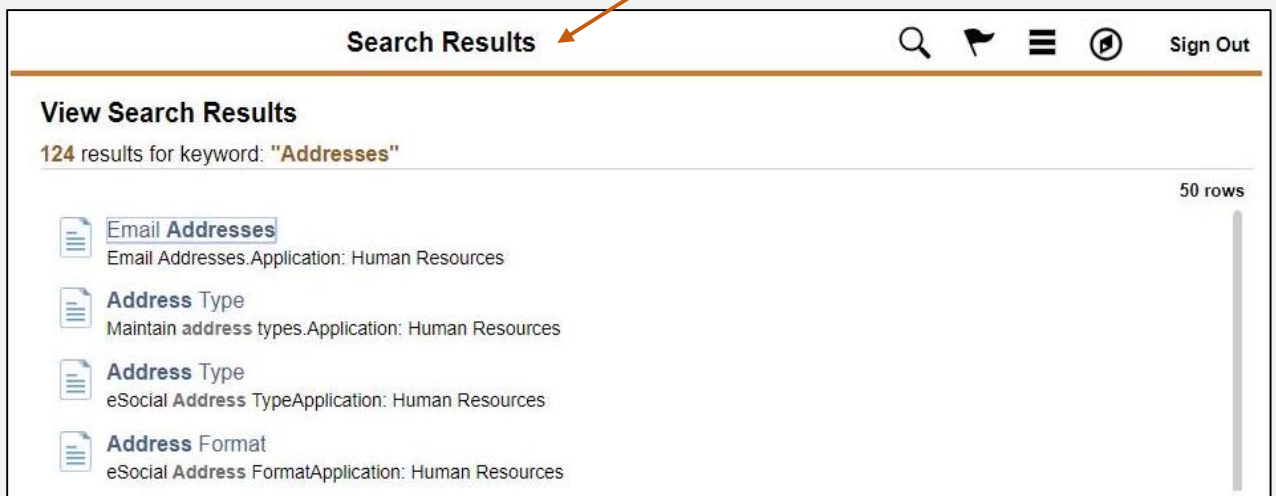 Search Results
Sign Out
View Search Results
124 results for keyword: "Addresses"
50 rows
Email Addresses
Email Addresses.Application: Human Resources
Address Type
Maintain address types.Application: Human Resources
Address Type
eSocial Address TypeApplication: Human Resources
Address Format
eSocial Address FormatApplication: Human Resources